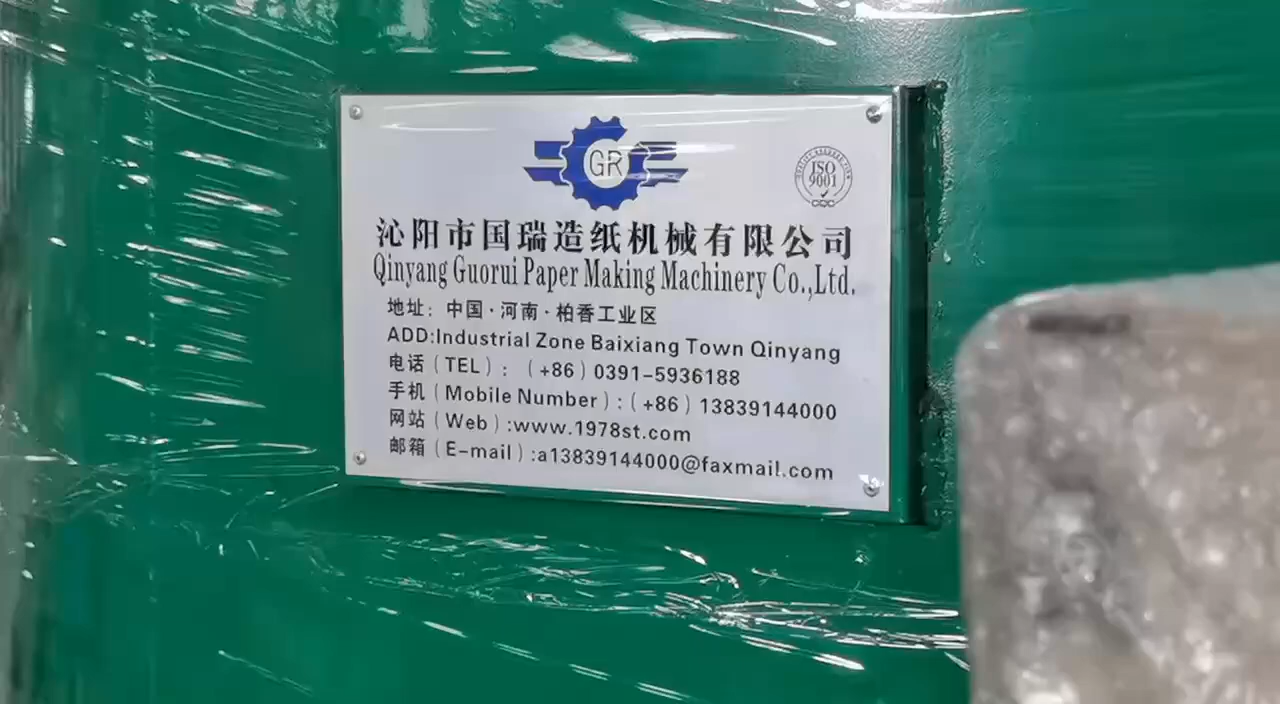 GR
ISO
9001
CQC
沁阳市国瑞造纸机械有限公司
Qinyang Guorui Paper Making Machinery Co.,Ltd.
地址：中国·河南·柏香工业区
ADD:Industrial Zone Baixiang Town Qinyang
电话（TEL）：（+86）0391-5936188
手机（Mobile Number）:（+86）13839144000
网站（Web）:www.1978st.com
邮箱（E-mail）:a13839144000@faxmail.com